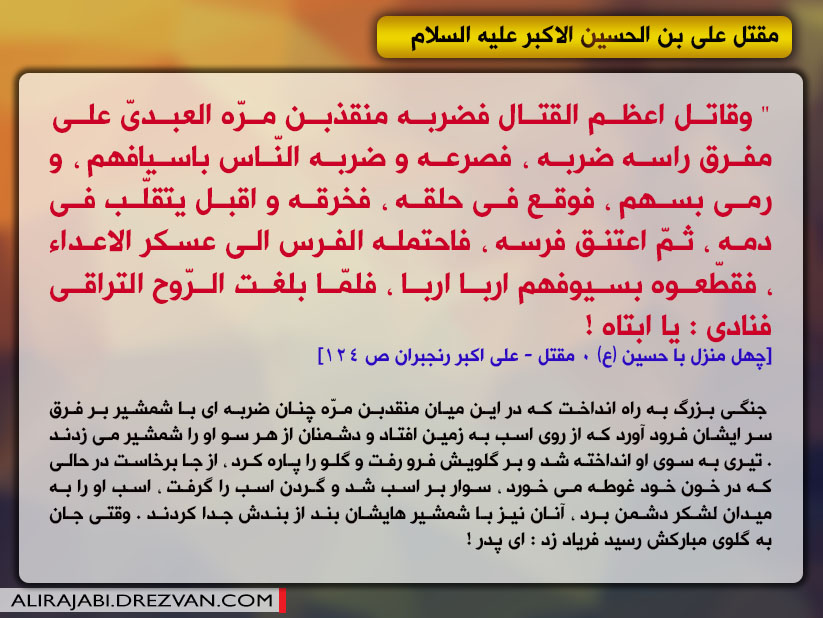 مقتل علی بن الحسین الاکبر علیه السلام
" وقاتل اعظم القتال فضربه منقذبن مرّه العبدیّ علی
مفرق راسه ضربه ، فصرعه و ضربه النّاس باسیافهم ، و
رمی بسهم ، فوقع فی حلقه ، فخرقه و اقبل یتقلّب فی
دمه ، ثمّ اعتنق فرسه ، فاحتمله الفرس الی عسکر الاعداء
، فقطّعوه بسیوفهم اربا اربا ، فلمّا بلغت الرّوح التراقی
فنادی : یا ابتاه !
[چهل منزل با حسین (ع) ۰ مقتل - علی اکبر رنجبران ص ۱۲٤]
جنگی بزرگ به راه انداخت که در این میان منقذبن مرّه چنان ضربه ای با شمشیر بر فرق
سر ایشان فرود آورد که از روی اسب به زمین افتاد و دشمنان از هر سو او را شمشیر می زدند
. تیری به سوی او انداخته شد و بر گلویش فرو رفت و گلو را پاره کرد ، از جا برخاست در حالی
که در خون خود غوطه می خورد ، سوار بر اسب شد و گردن اسب را گرفت ، اسب او را به
میدان لشکر دشمن برد ، آنان نیز با شمشیر هایشان بند از بندش جدا کردند . وقتی جان
به گلوی مبارکش رسید فریاد زد : ای پدر !
ALIRAJABI.DREZVAN.COM